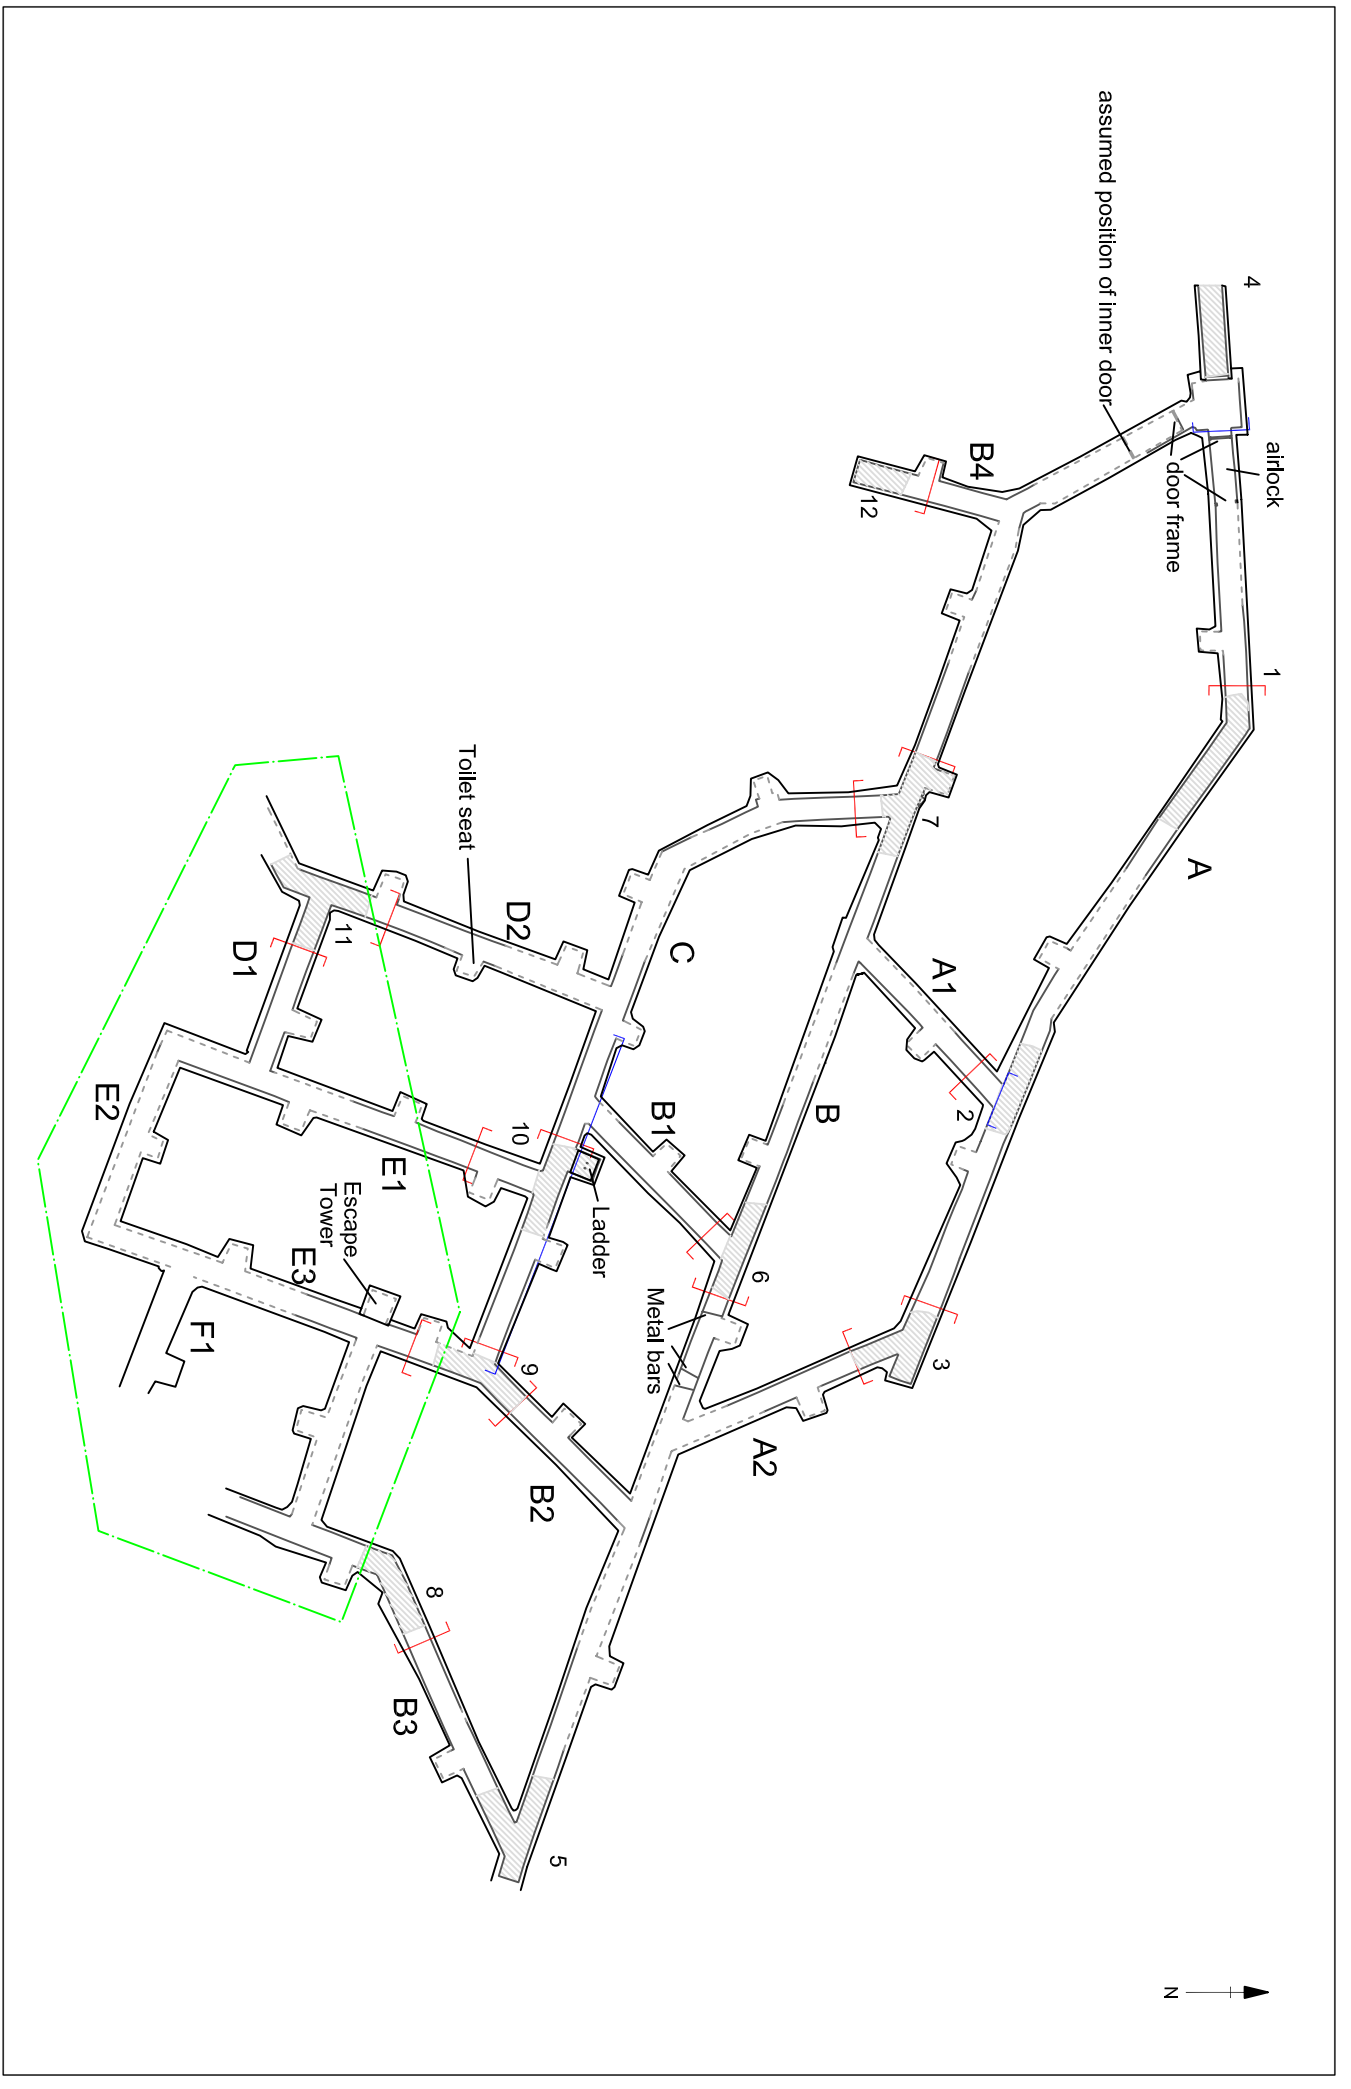 4
airlock
door frame
assumed position of inner door
1
A
B4
12
7
A1
2
3
C
B
B1
6
Metal bars
A2
Toilet seat
D2
11
D1
10
Ladder
E1
E2
Escape
Tower
E3
F1
9
B2
8
B3
5
N